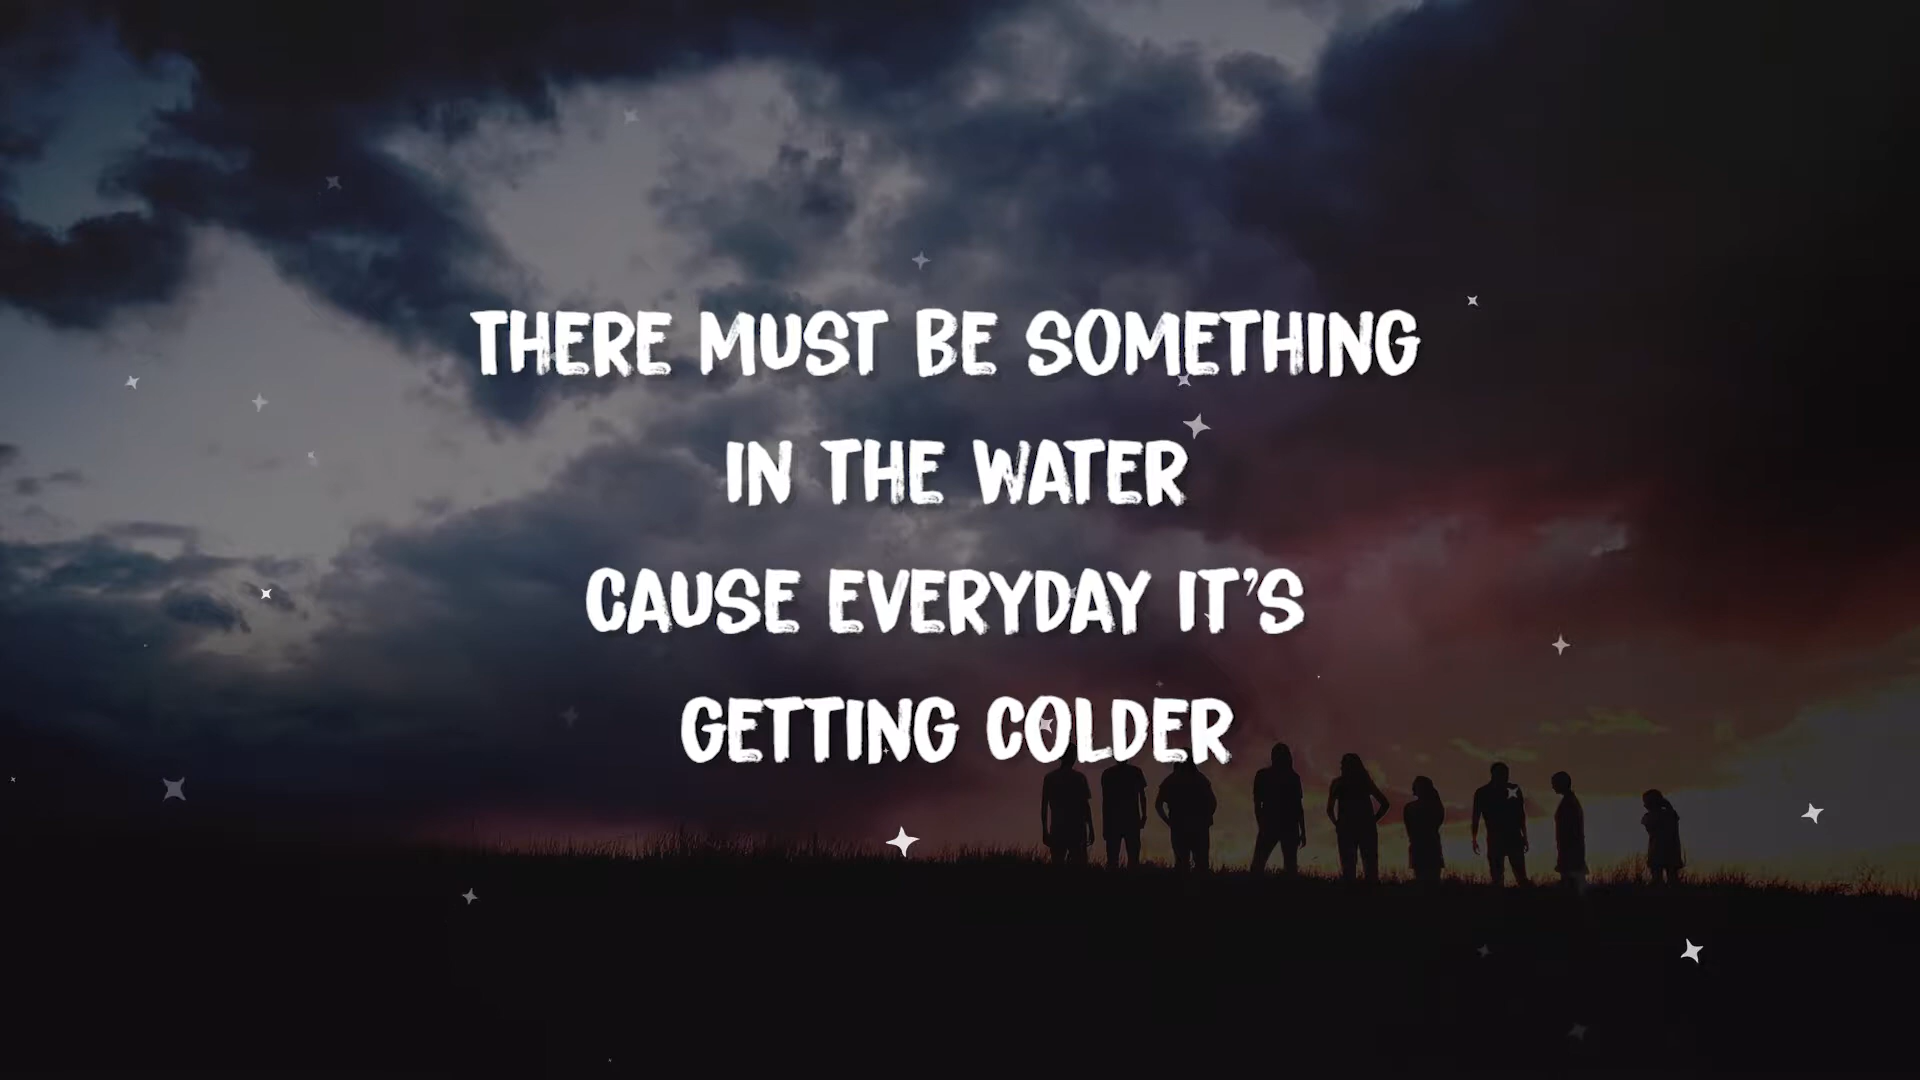 THERE MUST BE SOMETHING
IN THE WATER
CAUSE EVERYDAY IT'S
GETTING COLDER